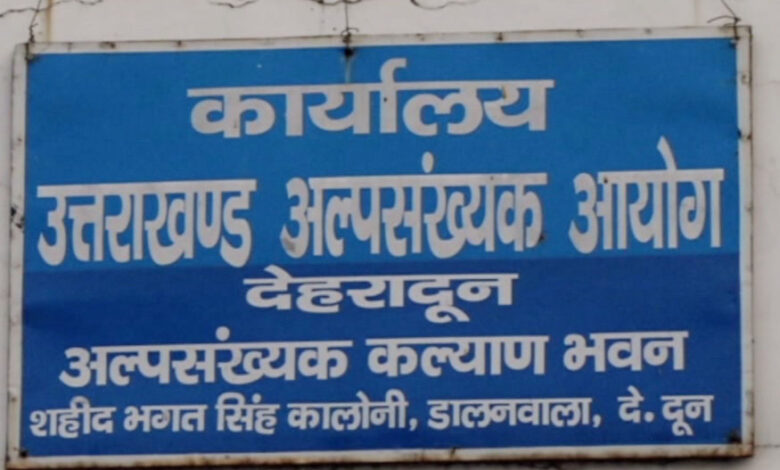 कार्यालय
उत्तराखण्ड अल्पसंख्यक आयोग
देहरादून
अल्पसंख्यक कल्याण भवन
शहीद भगत सिंह कालोनी, डालनवाला, दे. दून